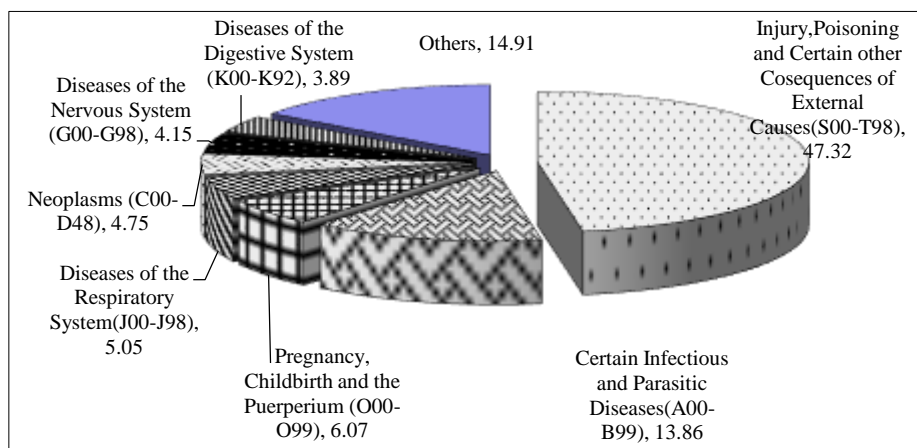 Diseases of the
Digestive System
(K00-K92), 3.89
Others, 14.91
Injury,Poisoning
and Certain other
Cosequences of
External
Causes(S00-T98),
47.32
Diseases of the
Nervous System
(G00-G98), 4.15
Neoplasms (C00-
D48), 4.75
Diseases of the
Respiratory
System(J00-J98),
5.05
Pregnancy,
Childbirth and the
Puerperium (O00-
O99), 6.07
Certain Infectious
and Parasitic
Diseases(A00-
B99), 13.86